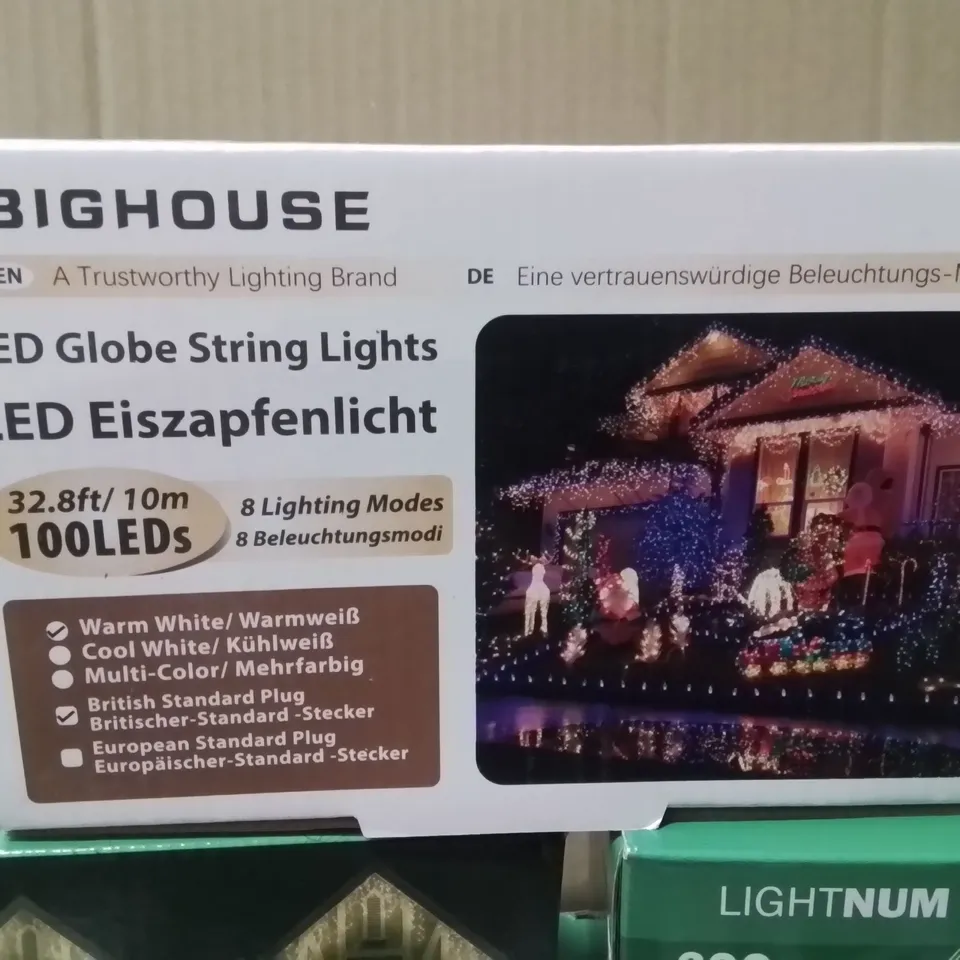 BIGHOUSE
EN A Trustworthy Lighting Brand
DE Eine vertrauenswürdige Beleuchtungs-M
ED Globe String Lights
LED Eiszapfenlicht
32.8ft/ 10m
100LEDs
8 Lighting Modes
8 Beleuchtungsmodi
Warm White/ Warmweiß
Cool White/ Kühlweiß
Multi-Color/ Mehrfarbig
British Standard Plug
Britischer-Standard -Stecker
European Standard Plug
Europäischer-Standard -Stecker
LIGHTNUM